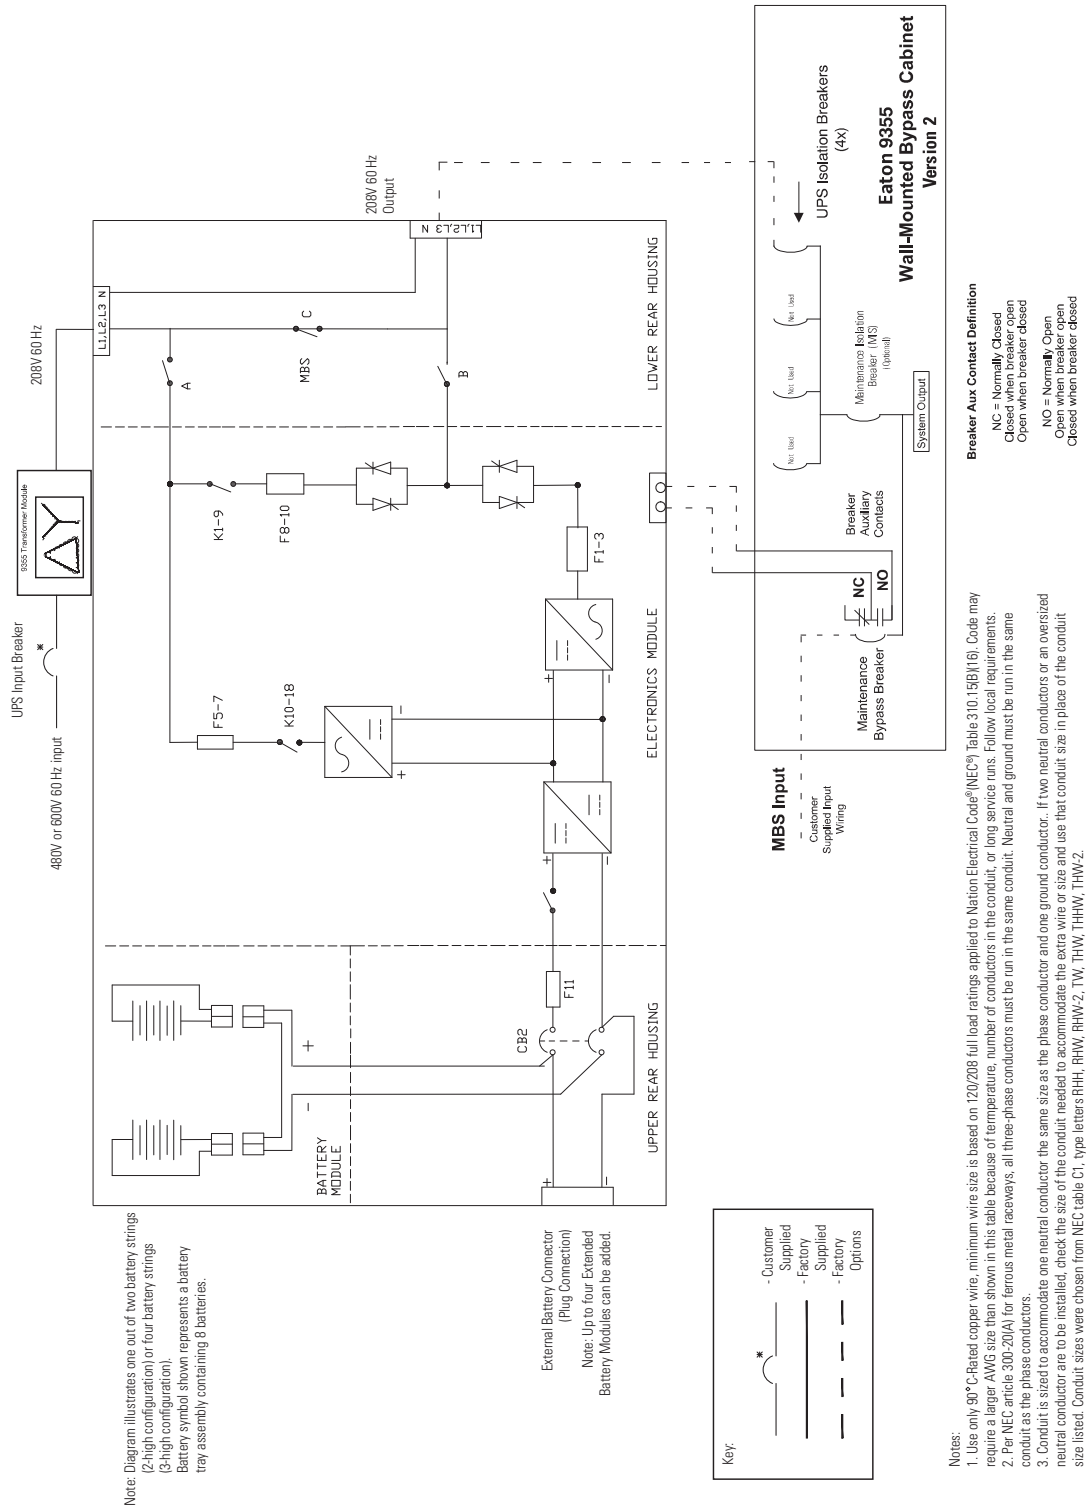 UPS Input Breaker
*
480V or 600V 60 Hz input
9355 Transformer Module
208V 60 Hz
L1,L2,L3 N
208V 60 Hz
Output
L1,L2,L3 N
A
MBS
C
B
LOWER REAR HOUSING
K1-9
F8-10
F1-3
F5-7
K10-18
+
-
+
-
+
-
ELECTRONICS MODULE
F11
CB2
+
-
UPPER REAR HOUSING
BATTERY
MODULE
+
-
Note: Diagram illustrates one out of two battery strings
(2-high configuration) or four battery strings
(3-high configuration).
Battery symbol shown represents a battery
tray assembly containing 8 batteries.
External Battery Connector
(Plug Connection)
Note: Up to four Extended
Battery Modules can be added.
Key:
*
- Customer
Supplied
- Factory
Supplied
- Factory
Options
MBS Input
Customer
Supplied Input
Wiring
Maintenance
Bypass Breaker
NC
NO
Breaker
Auxiliary
Contacts
System Output
Maintenance Isolation
Breaker (MIS)
(Optional)
Not Used
Not Used
Not Used
UPS Isolation Breakers
(4x)
Eaton 9355
Wall-Mounted Bypass Cabinet
Version 2
Breaker Aux Contact Definition
NC = Normally Closed
Closed when breaker open
Open when breaker closed
NO = Normally Open
Open when breaker open
Closed when breaker closed
Notes:
1. Use only 90° C-Rated copper wire, minimum wire size is based on 120/208 full load ratings applied to Nation Electrical Code®(NEC®) Table 310.15(B)(16). Code may
require a larger AWG size than shown in this table because of termperature, number of conductors in the conduit, or long service runs. Follow local requirements.
2. Per NEC article 300-20(A) for ferrous metal raceways, all three-phase conductors must be run in the same conduit. Neutral and ground must be run in the same
conduit as the phase conductors.
3. Conduit is sized to accommodate one neutral conductor the same size as the phase conductor and one ground conductor. If two neutral conductors or an oversized
neutral conductor are to be installed, check the size of the conduit needed to accommodate the extra wire or size and use that conduit size in place of the conduit
size listed. Conduit sizes were chosen from NEC table C1, type letters RHH, RHW, RHW-2, TW, THW, THHW, THW-2.